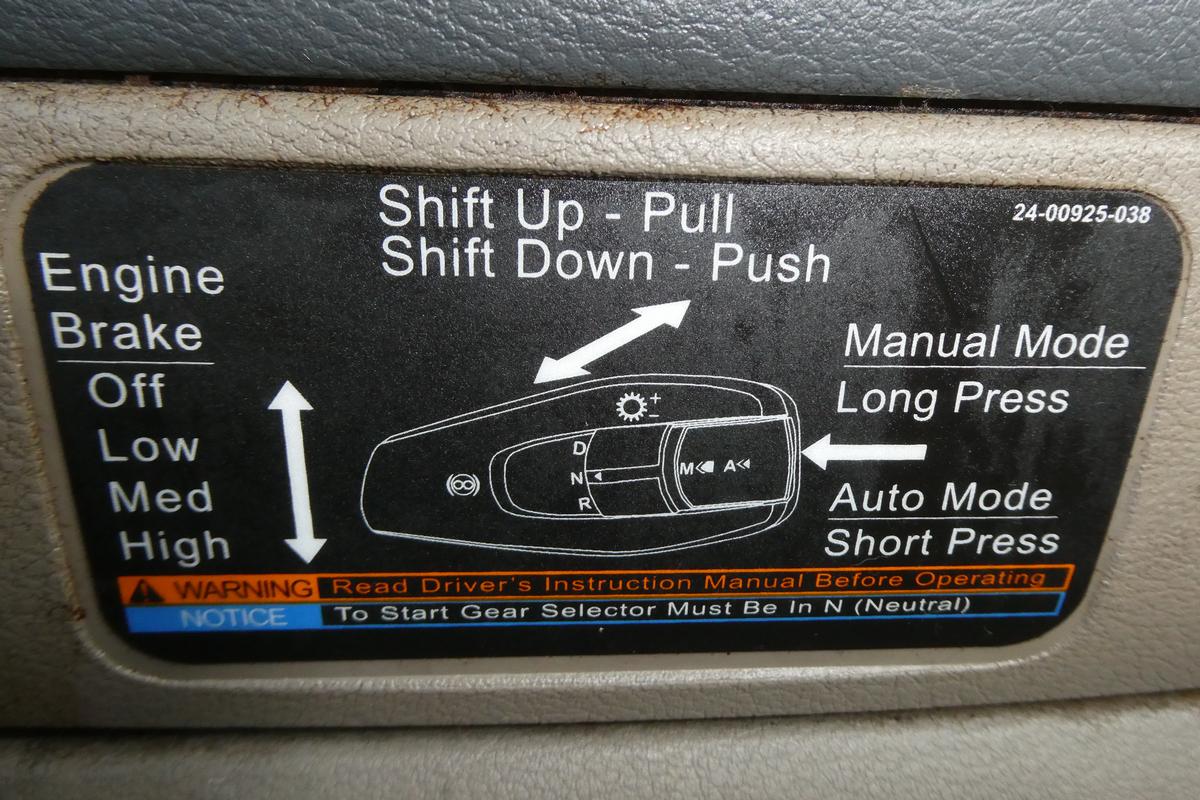 Shift Up - Pull
Shift Down - Push
24-00925-038
Engine
Brake
Off
Low
Med
High
+
-
D
N
R
M A
Manual Mode
Long Press
Auto Mode
Short Press
WARNING Read Driver's Instruction Manual Before Operating
NOTICE To Start Gear Selector Must Be In N (Neutral)